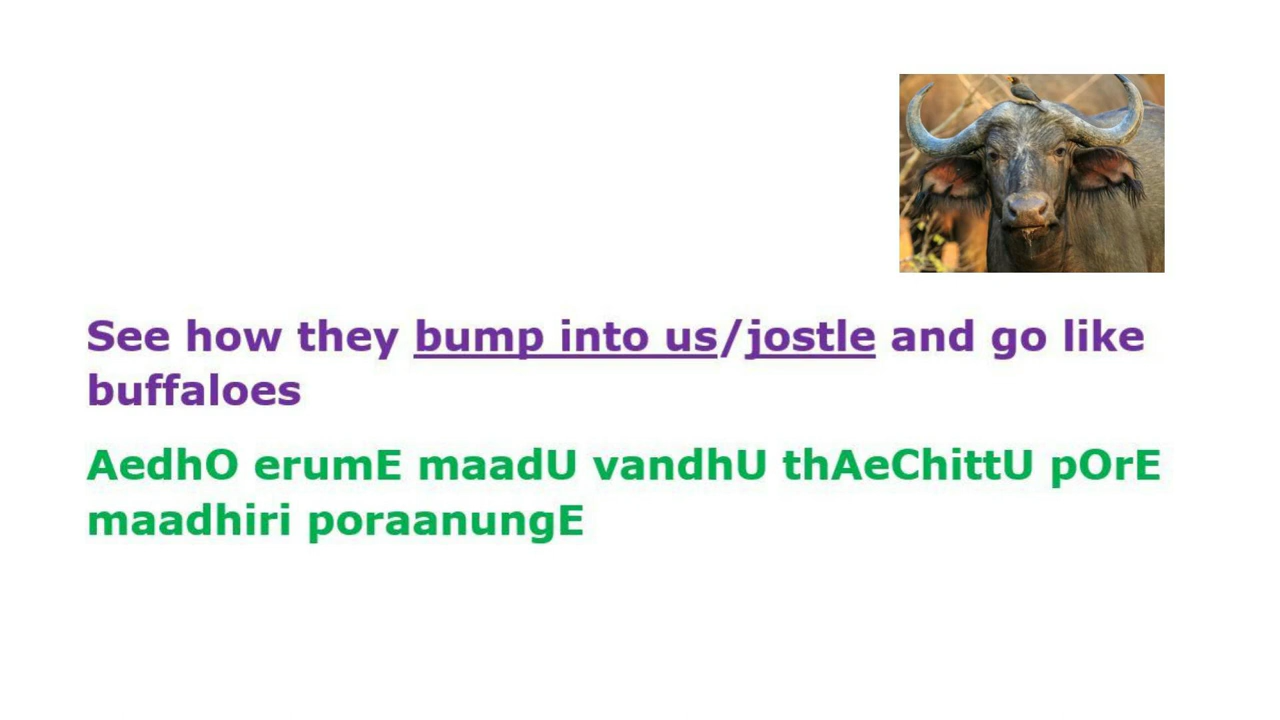 See how they bump into us/jostle and go like
buffaloes
AedhO erumE maadU vandhU thAeChittU pOrE
maadhiri poraanungE